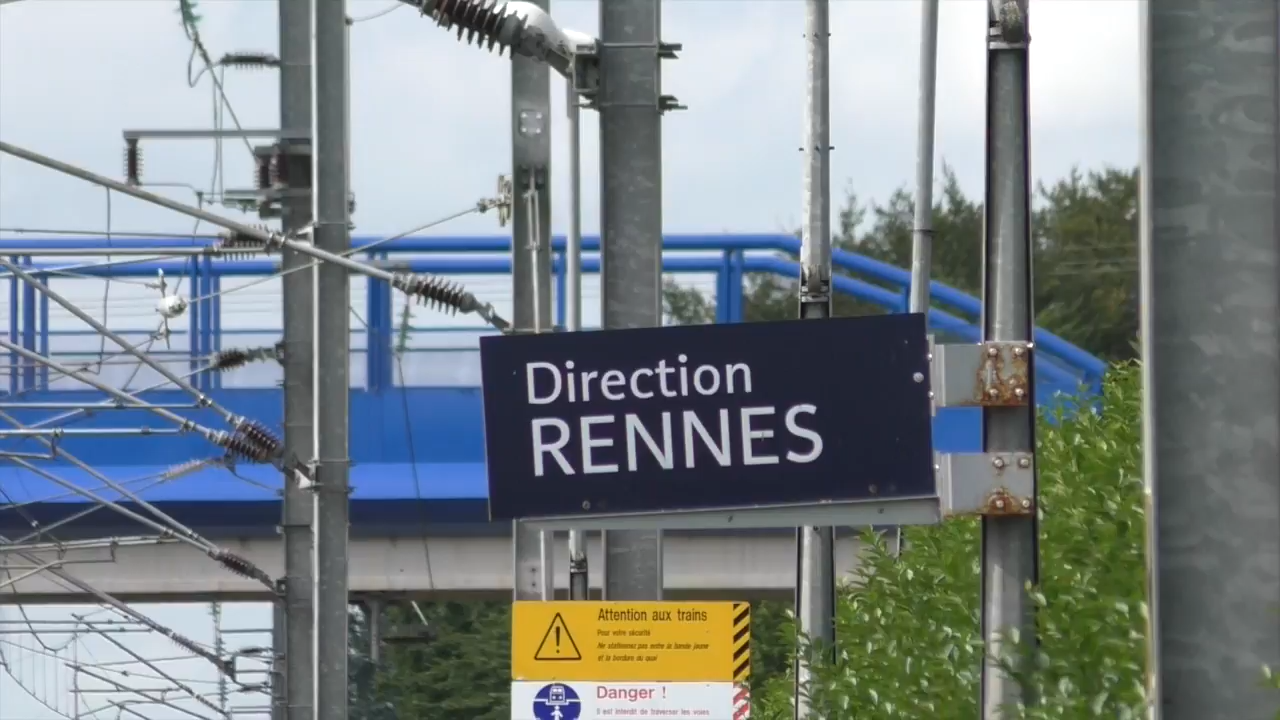 Direction
RENNES
Attention aux trains
Pour votre sécurité
Ne stationnez pas entre la bande jaune
et la bordure du quai
Danger !
Il est interdit de traverser les voies